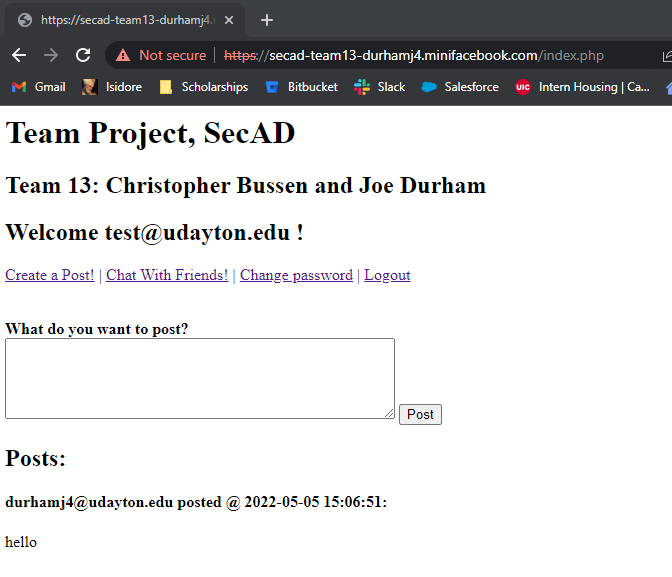 https://secad-team13-durhamj4.
Not secure | https://secad-team13-durhamj4.minifacebook.com/index.php
Gmail Isidore Scholarships Bitbucket Slack Salesforce UIC Intern Housing | Ca...
Team Project, SecAD
Team 13: Christopher Bussen and Joe Durham
Welcome test@udayton.edu !
Create a Post! | Chat With Friends! | Change password | Logout
What do you want to post?
Post
Posts:
durhamj4@udayton.edu posted @ 2022-05-05 15:06:51:
hello